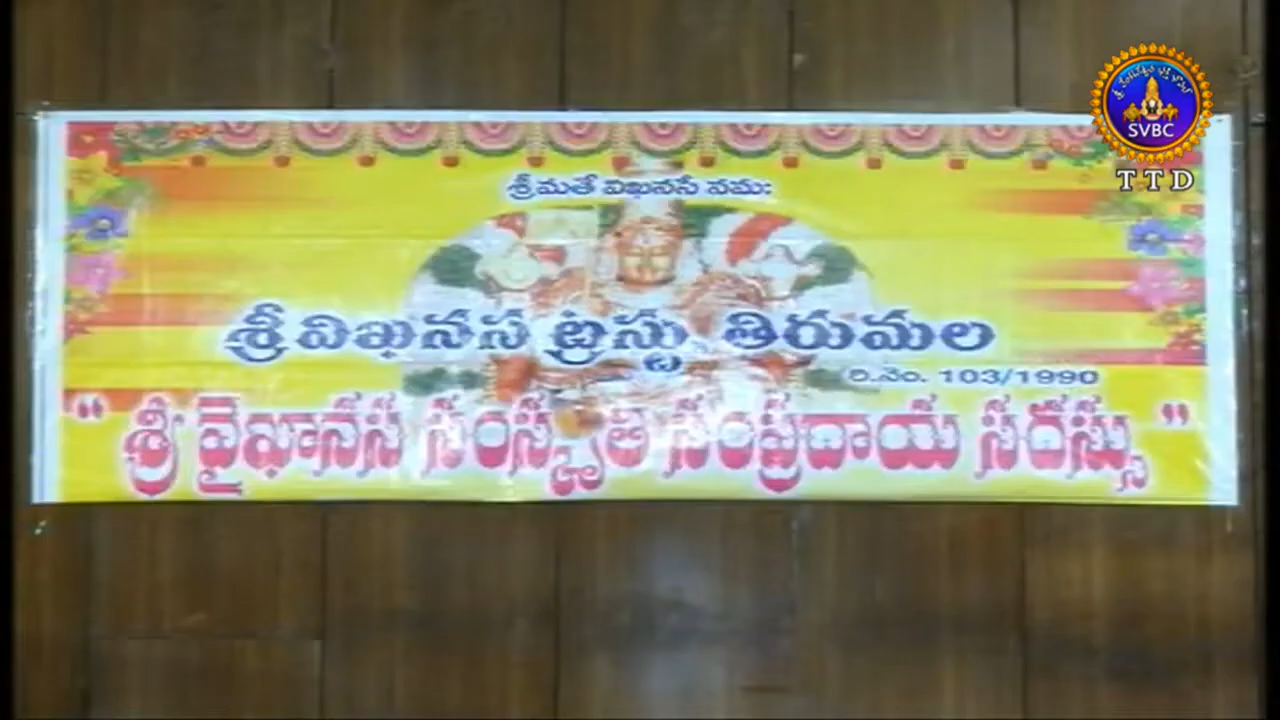 శ్రీమతే విఖనసే నమః
శ్రీ విఖనస ట్రస్టు, తిరుమల
రి.నెం. 103/1990
"శ్రీ వైఖానస సంస్కృతి సంప్రదాయ సదస్సు"
SVBC
TTD